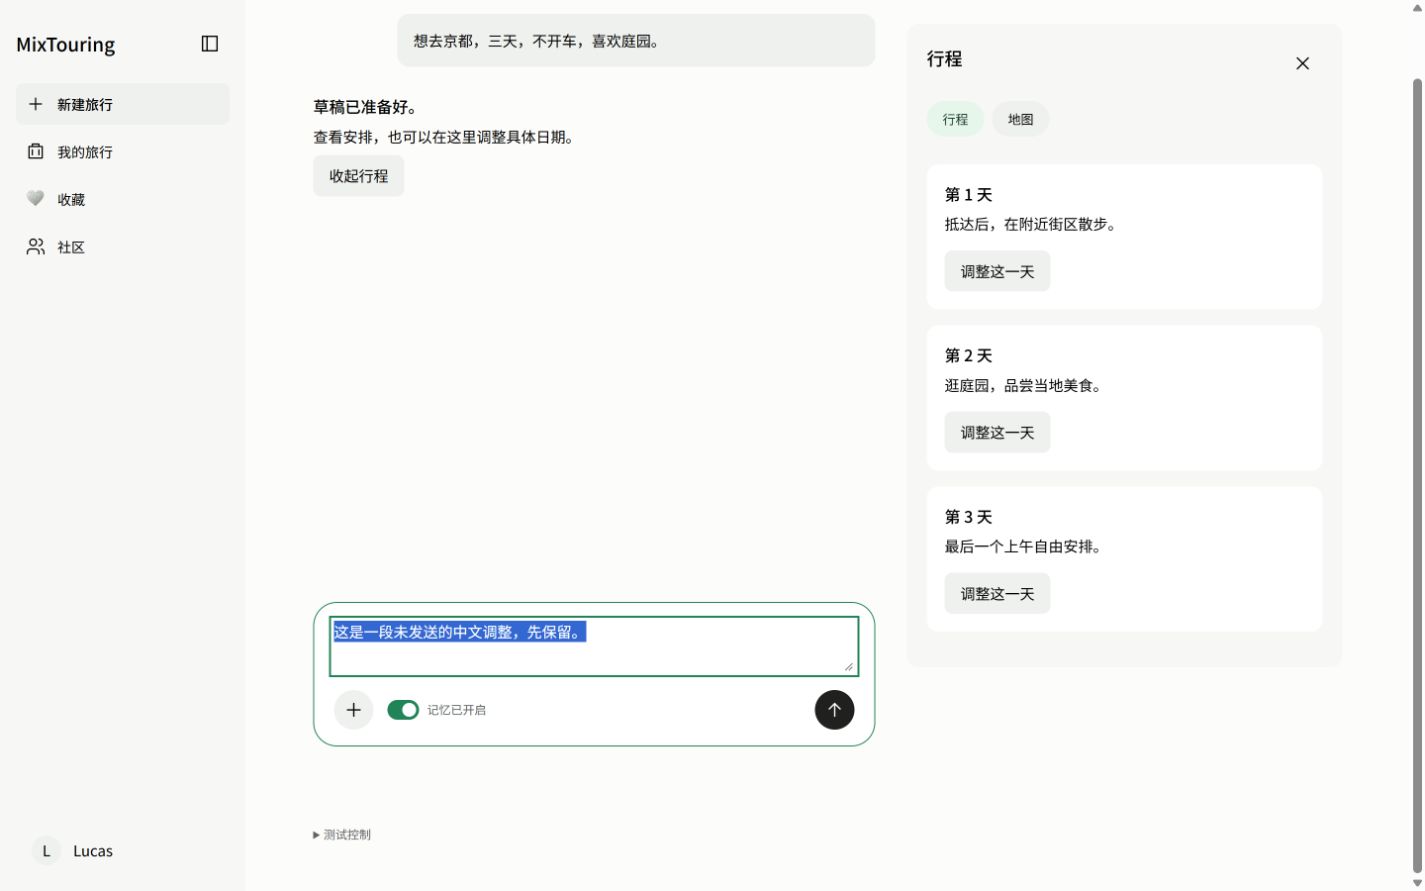 MixTouring
新建旅行
我的旅行
收藏
社区
L
Lucas
想去京都，三天，不开车，喜欢庭园。
草稿已准备好。
查看安排，也可以在这里调整具体日期。
收起行程
这是一段未发送的中文调整，先保留。
记忆已开启
测试控制
行程
行程
地图
第 1 天
抵达后，在附近街区散步。
调整这一天
第 2 天
逛庭园，品尝当地美食。
调整这一天
第 3 天
最后一个上午自由安排。
调整这一天